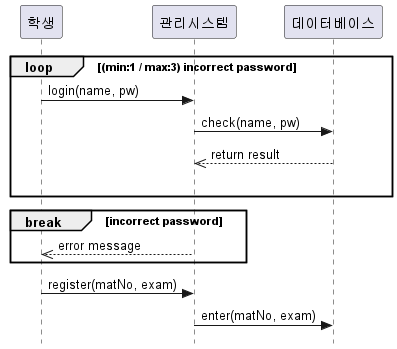 학생 관리시스템 데이터베이스
loop [(min:1 / max:3) incorrect password]
login(name, pw)
check(name, pw)
return result
break [incorrect password]
error message
register(matNo, exam)
enter(matNo, exam)